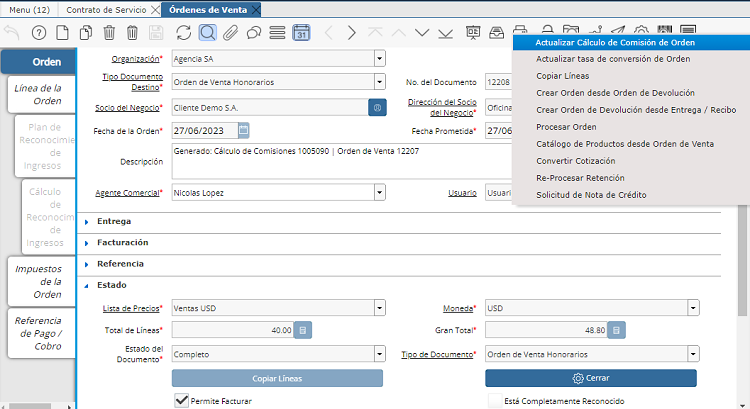 Menu (12)
Contrato de Servicio
Órdenes de Venta
31
Orden
Línea de la
Orden
Plan de
Reconocimie
de
Ingresos
Cálculo
de
Reconocimie
de
Ingresos
Impuestos
de la
Orden
Referencia
de Pago /
Cobro
Organización*
Agencia SA
Tipo Documento
Destino*
Orden de Venta Honorarios
No. del Documento
12208
Socio del Negocio*
Cliente Demo S.A.
Dirección del Socio
del Negocio*
Oficina
Fecha de la Orden*
27/06/2023
Fecha Prometida*
27/06
Descripción
Generado: Cálculo de Comisiones 1005090 | Orden de Venta 12207
Agente Comercial*
Nicolas Lopez
Usuario
Usuari
Actualizar Cálculo de Comisión de Orden
Actualizar tasa de conversión de Orden
Copiar Líneas
Crear Orden desde Orden de Devolución
Crear Orden de Devolución desde Entrega / Recibo
Procesar Orden
Catálogo de Productos desde Orden de Venta
Convertir Cotización
Re-Procesar Retención
Solicitud de Nota de Crédito
Entrega
Facturación
Referencia
Estado
Lista de Precios*
Ventas USD
Moneda*
USD
Total de Líneas*
40.00
Gran Total*
48.80
Estado del
Documento*
Completo
Tipo de Documento*
Orden de Venta Honorarios
Copiar Líneas
Cerrar
Permite Facturar
Está Completamente Reconocido